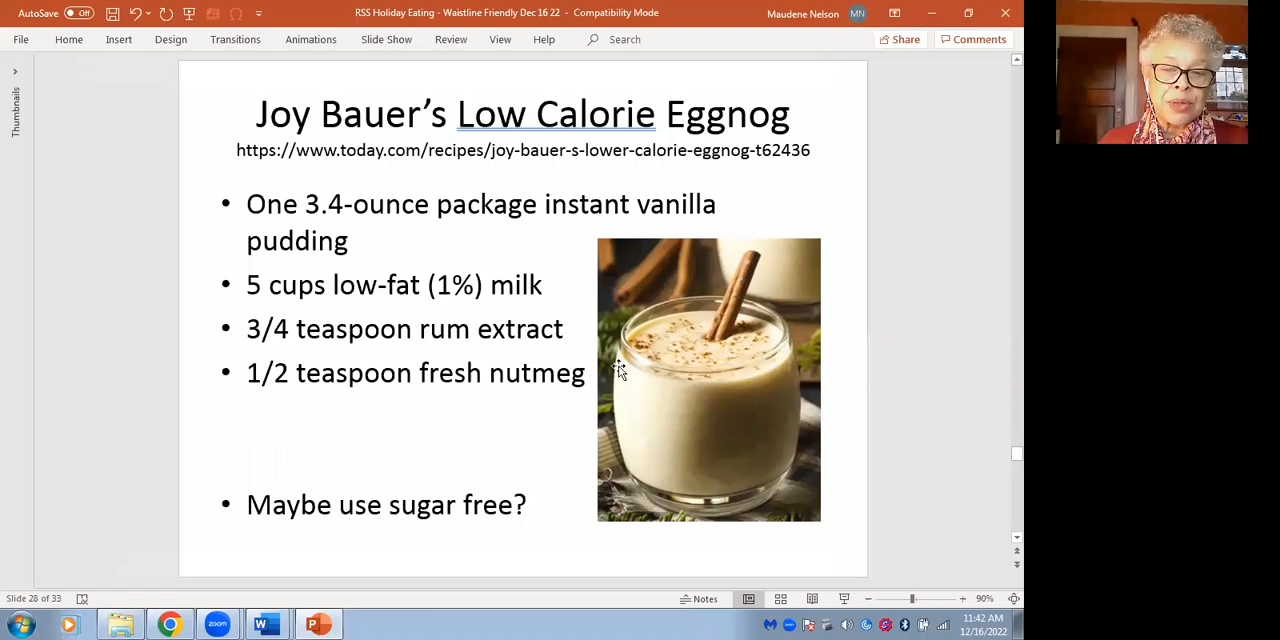 AutoSave Off RSS Holiday Eating - Waistline Friendly Dec 16 22 - Compatibility Mode Maudene Nelson MN
File Home Insert Design Transitions Animations Slide Show Review View Help Search Share Comments
Thumbnails
Joy Bauer’s Low Calorie Eggnog
https://www.today.com/recipes/joy-bauer-s-lower-calorie-eggnog-t62436
• One 3.4-ounce package instant vanilla
pudding
• 5 cups low-fat (1%) milk
• 3/4 teaspoon rum extract
• 1/2 teaspoon fresh nutmeg
• Maybe use sugar free?
Slide 28 of 33 Notes 90%
zoom 11:42 AM
12/16/2022